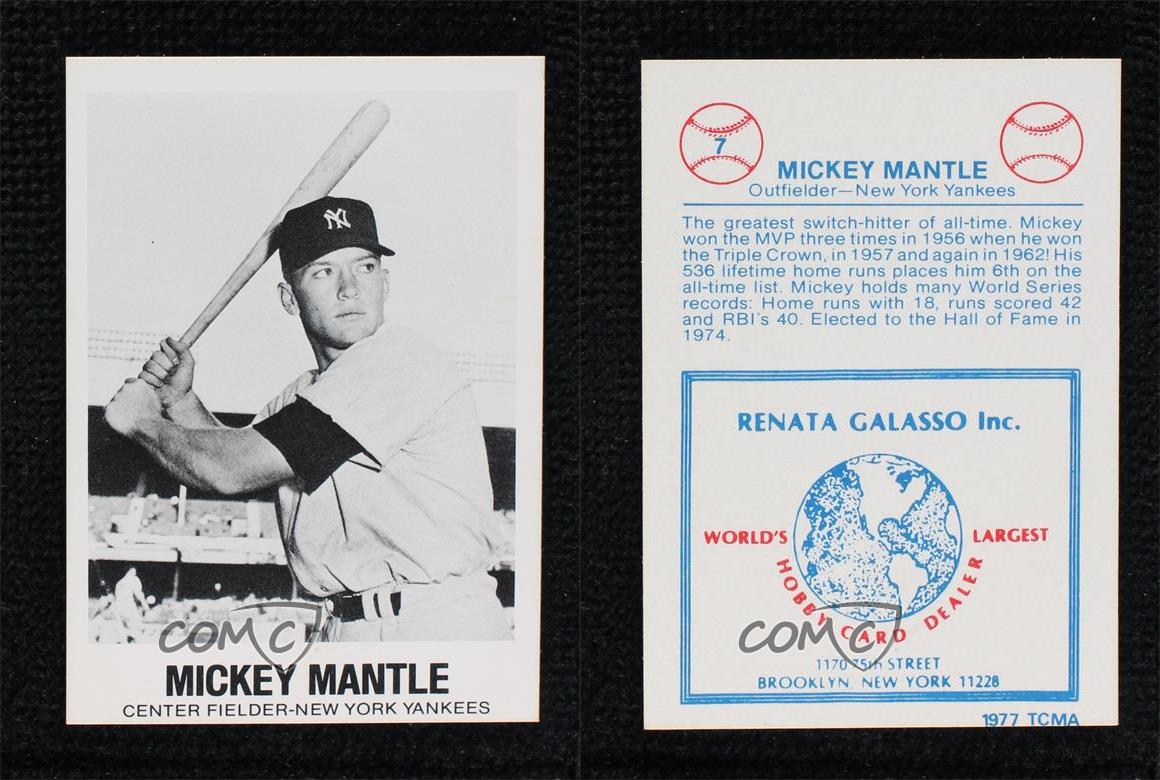 NY
COMC
MICKEY MANTLE
CENTER FIELDER-NEW YORK YANKEES
7
MICKEY MANTLE
Outfielder—New York Yankees
The greatest switch-hitter of all-time. Mickey
won the MVP three times in 1956 when he won
the Triple Crown, in 1957 and again in 1962! His
536 lifetime home runs places him 6th on the
all-time list. Mickey holds many World Series
records: Home runs with 18, runs scored 42
and RBI's 40. Elected to the Hall of Fame in
1974.
RENATA GALASSO Inc.
WORLD'S LARGEST
HOBBY CARD DEALER
COMC
1170 75th STREET
BROOKLYN, NEW YORK 11228
1977 TCMA